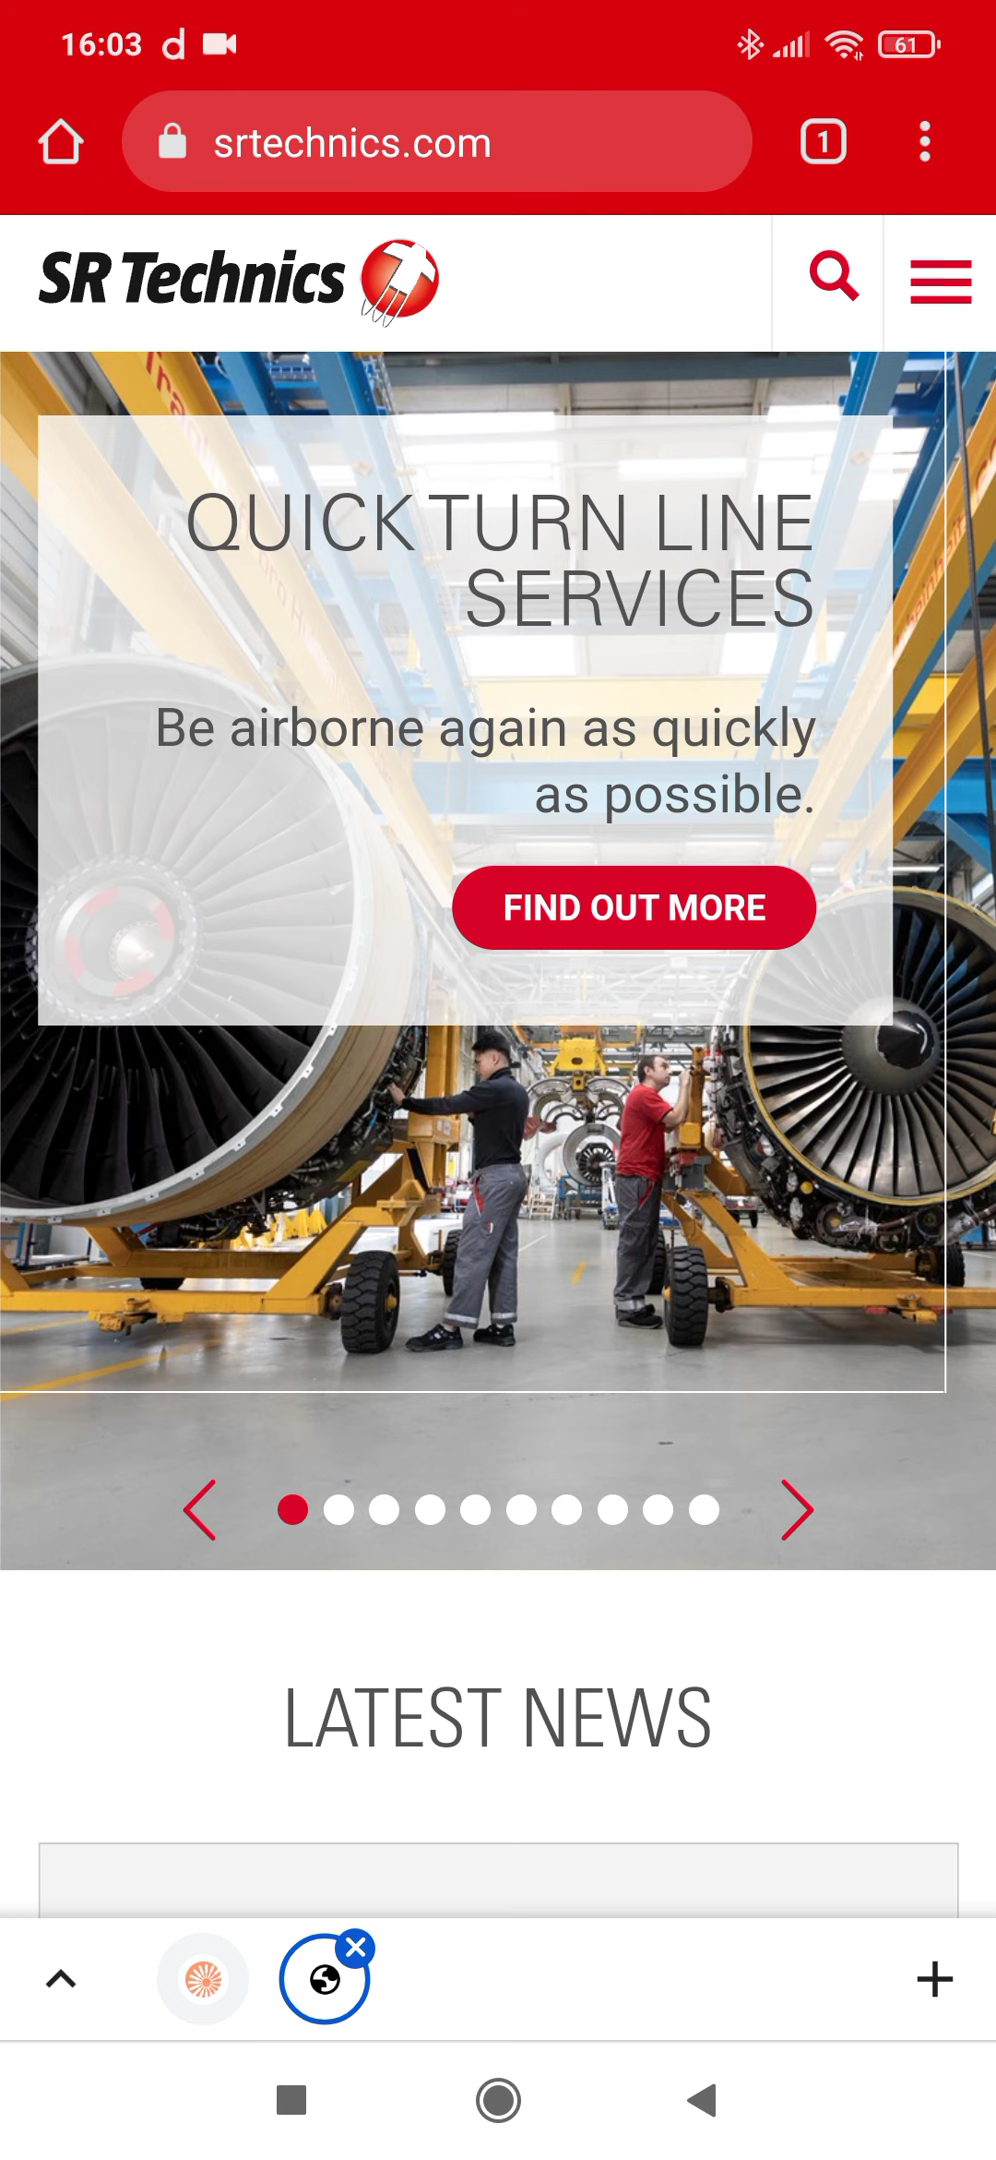 16:03 d
61
srtechnics.com
1
SR Technics
QUICK TURN LINE
SERVICES
Be airborne again as quickly
as possible.
FIND OUT MORE
LATEST NEWS